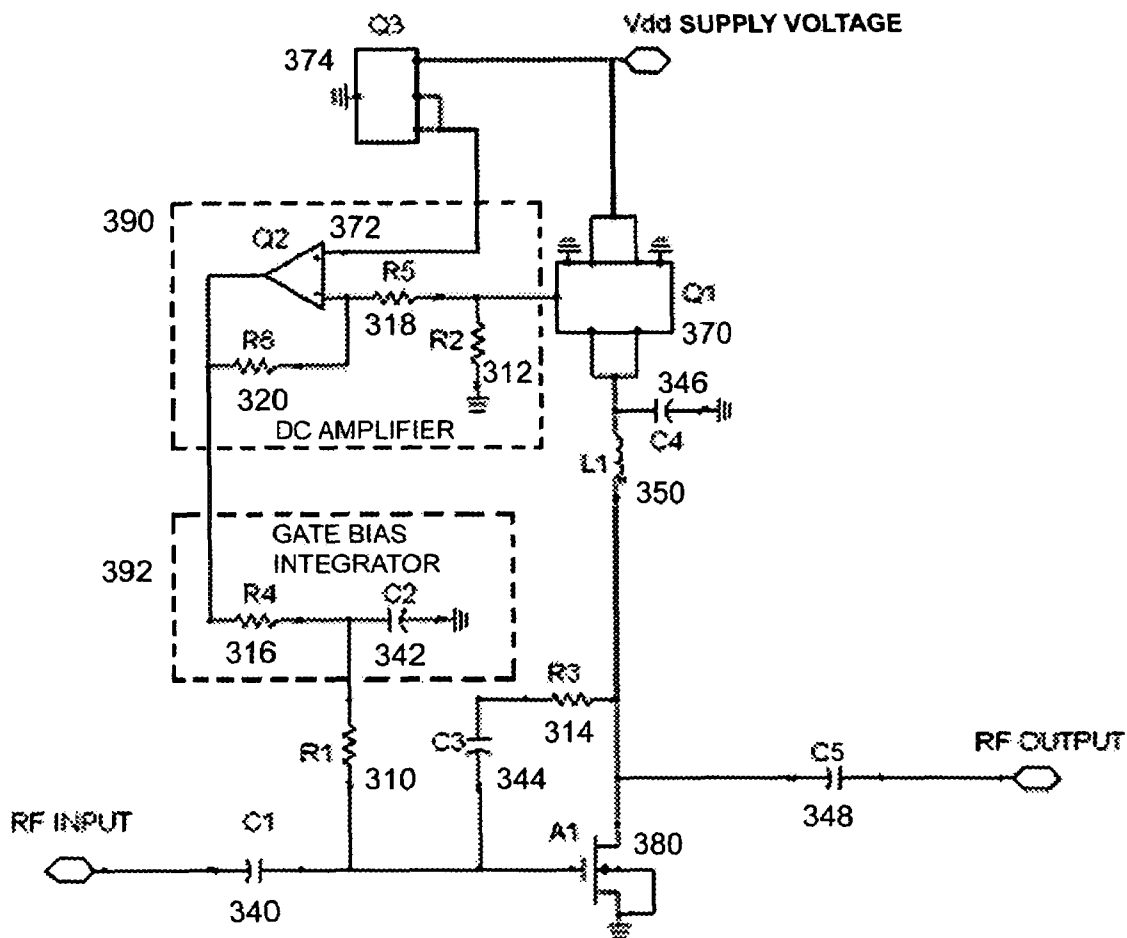 Q3
Vdd SUPPLY VOLTAGE
374
390
Q2
372
R5
318
R2
312
Q1
370
R6
320
DC AMPLIFIER
346
C4
L1
350
GATE BIAS
INTEGRATOR
392
R4
316
C2
342
R3
314
R1
310
C3
344
C5
348
RF OUTPUT
RF INPUT
C1
340
A1
380